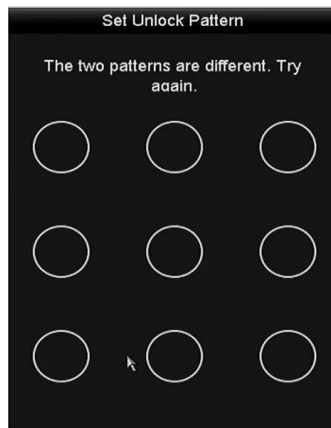 Set Unlock Pattern
The two patterns are different. Try
again.